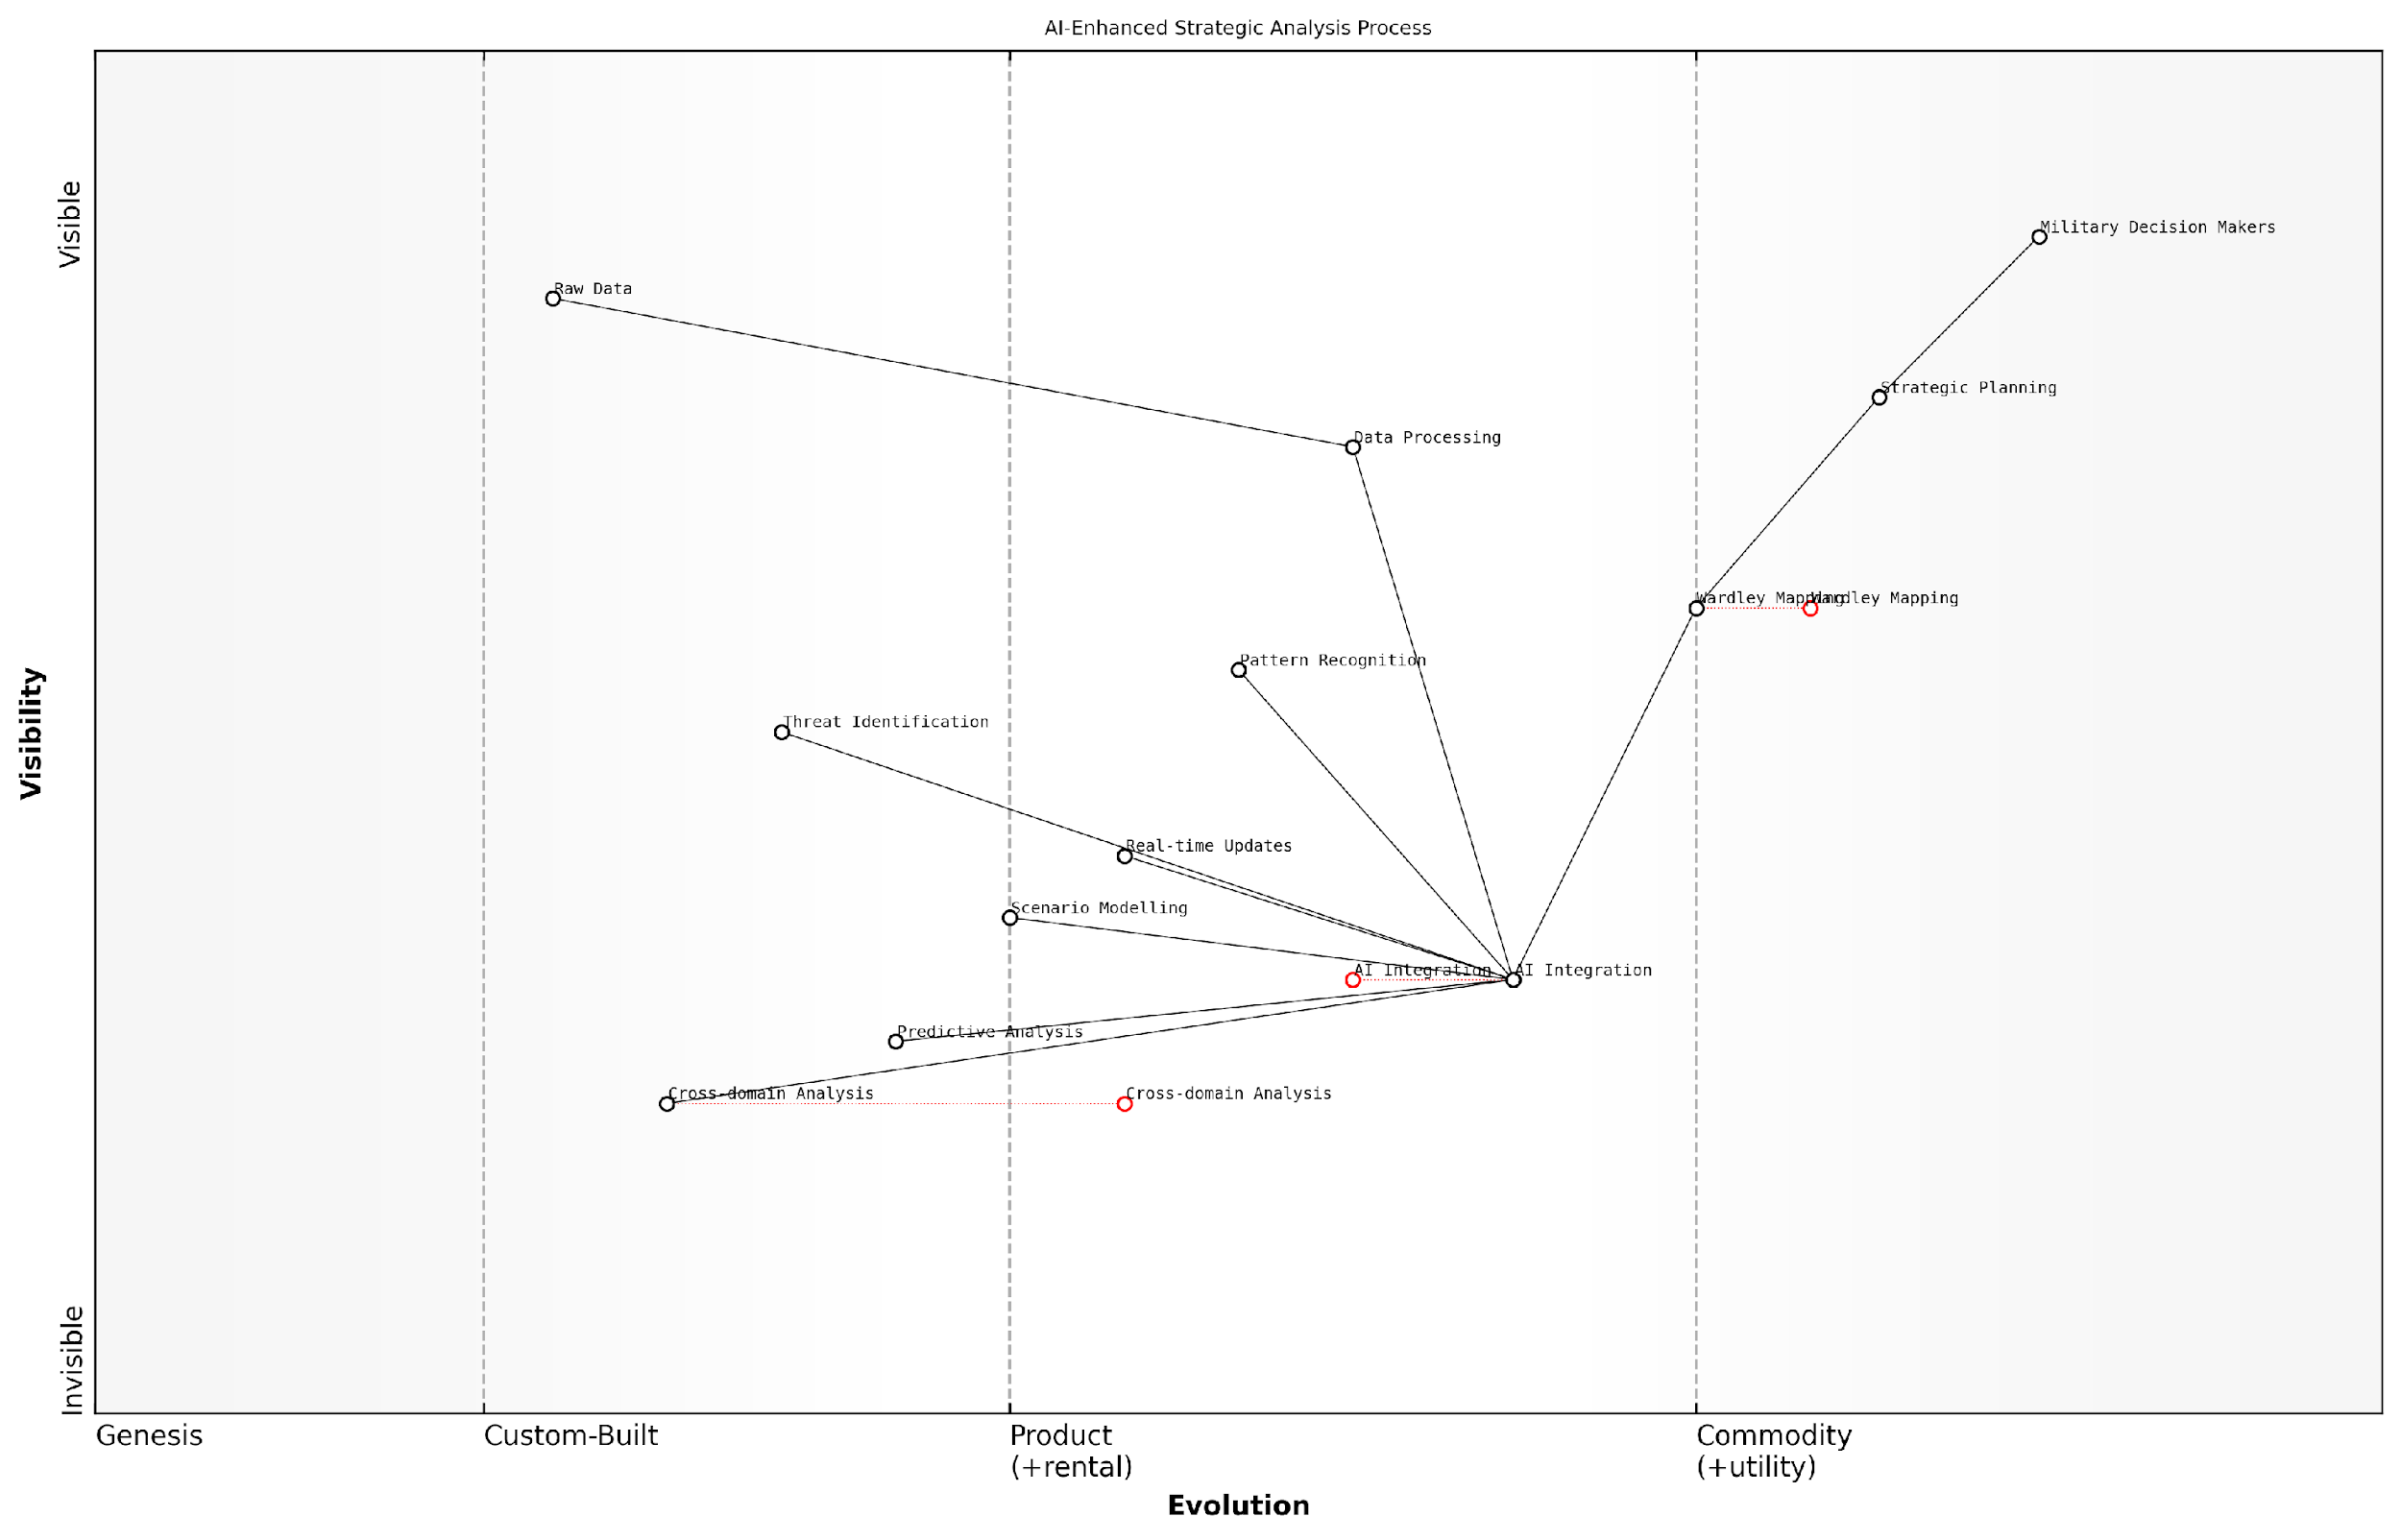 AI-Enhanced Strategic Analysis Process
Visible
Military Decision Makers
Raw Data
Strategic Planning
Data Processing
Wardley Mapping
Wardley Mapping
Pattern Recognition
Visibility
Threat Identification
Real-time Updates
Scenario Modelling
AI Integration
AI Integration
Predictive Analysis
Cross-domain Analysis
Cross-domain Analysis
Invisible
Genesis
Custom-Built
Product
(+rental)
Commodity
(+utility)
Evolution